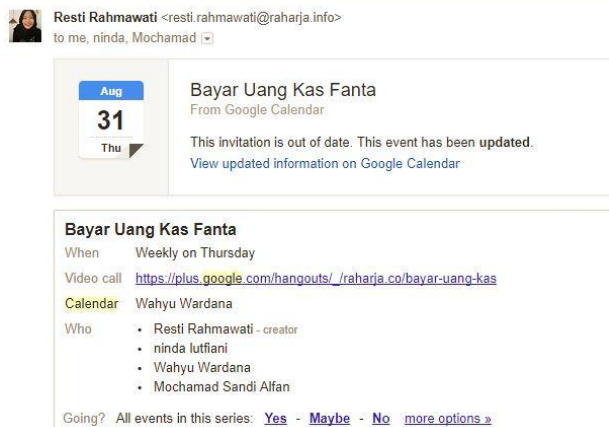 Resti Rahmawati <resti.rahmawati@raharja.info>
to me, ninda, Mochamad
Aug
31
Thu
Bayar Uang Kas Fanta
From Google Calendar
This invitation is out of date. This event has been updated.
View updated information on Google Calendar
Bayar Uang Kas Fanta
When Weekly on Thursday
Video call https://plus.google.com/hangouts/_/raharja.co/bayar-uang-kas
Calendar Wahyu Wardana
Who • Resti Rahmawati - creator
• ninda lutfiani
• Wahyu Wardana
• Mochamad Sandi Alfan
Going? All events in this series: Yes - Maybe - No more options »